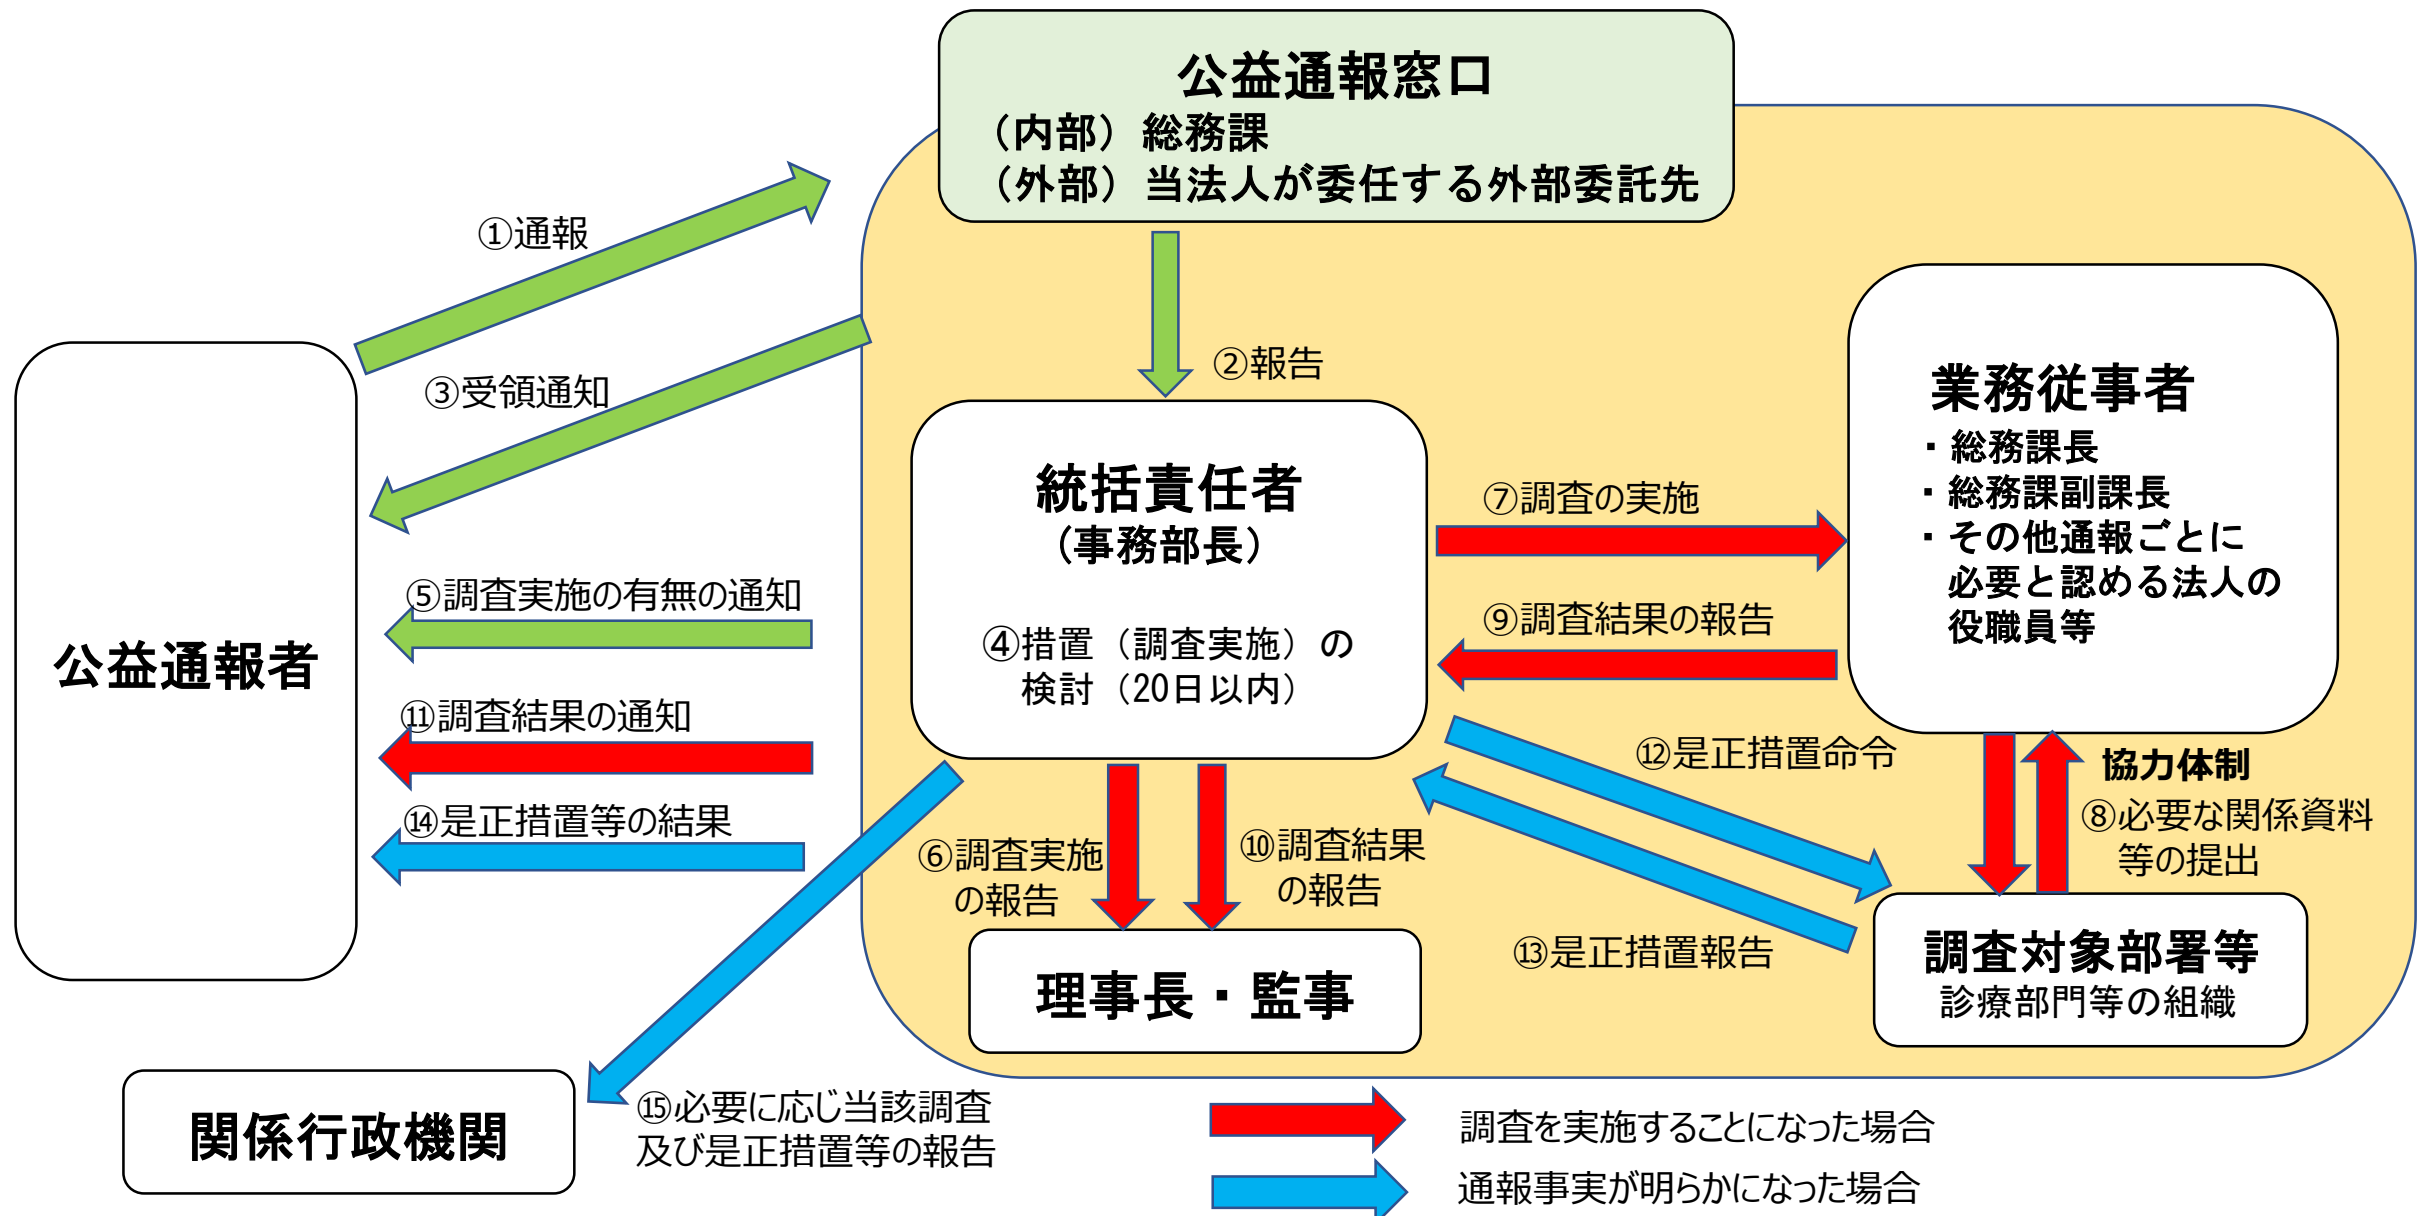 公益通報窓口
（内部）総務課
（外部）当法人が委任する外部委託先
①通報
②報告
③受領通知
公益通報者
統括責任者
（事務部長）
④措置（調査実施）の
検討（20日以内）
業務従事者
・総務課長
・総務課副課長
・その他通報ごとに
必要と認める法人の
役職員等
⑦調査の実施
⑨調査結果の報告
⑤調査実施の有無の通知
⑪調査結果の通知
⑭是正措置等の結果
⑫是正措置命令
協力体制
⑧必要な関係資料
等の提出
⑥調査実施
の報告
⑩調査結果
の報告
⑬是正措置報告
調査対象部署等
診療部門等の組織
理事長・監事
関係行政機関
⑮必要に応じ当該調査
及び是正措置等の報告
調査を実施することになった場合
通報事実が明らかになった場合